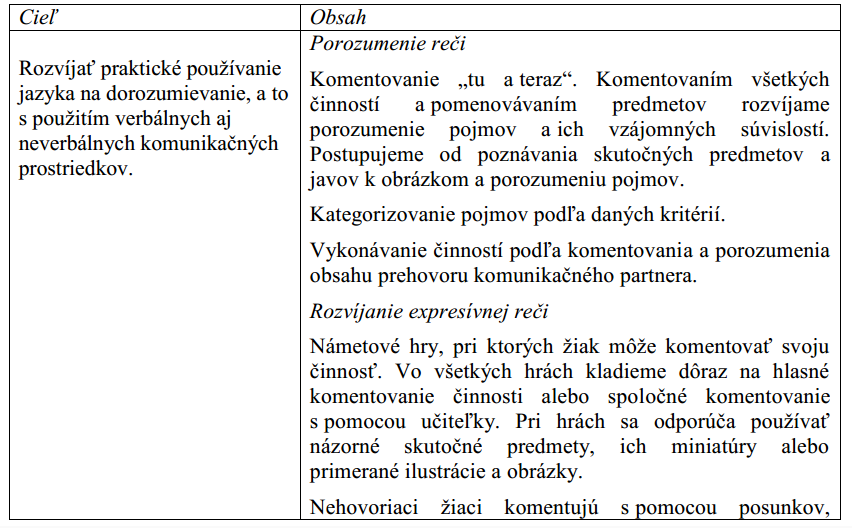 Cieľ
Obsah
Rozvíjať praktické používanie
jazyka na dorozumievanie, a to
s použitím verbálnych aj
neverbálnych komunikačných
prostriedkov.
Porozumenie reči
Komentovanie „tu a teraz“. Komentovaním všetkých
činností a pomenovávaním predmetov rozvíjame
porozumenie pojmov a ich vzájomných súvislostí.
Postupujeme od poznávania skutočných predmetov a
javov k obrázkom a porozumeniu pojmov.
Kategorizovanie pojmov podľa daných kritérií.
Vykonávanie činností podľa komentovania a porozumenia
obsahu prehovoru komunikačného partnera.
Rozvíjanie expresívnej reči
Námetové hry, pri ktorých žiak môže komentovať svoju
činnosť. Vo všetkých hrách kladieme dôraz na hlasné
komentovanie činnosti alebo spoločné komentovanie
s pomocou učiteľky. Pri hrách sa odporúča používať
názorné skutočné predmety, ich miniatúry alebo
primerané ilustrácie a obrázky.
Nehovoriaci žiaci komentujú s pomocou posunkov,